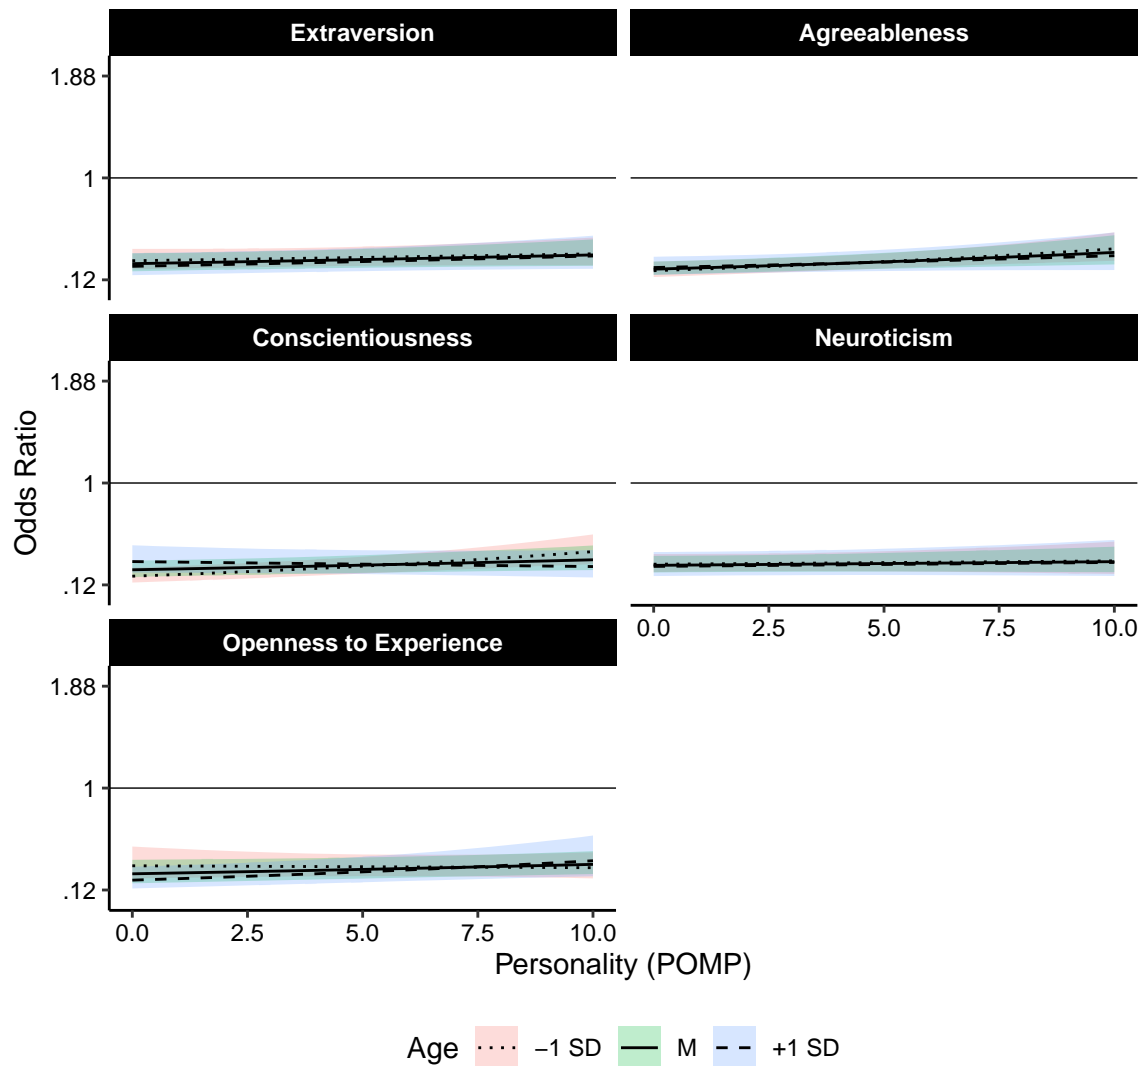 Extraversion
Agreeableness
1.88
1
.12
Conscientiousness
Neuroticism
1.88
1
.12
0.0 2.5 5.0 7.5 10.0
Openness to Experience
1.88
1
.12
0.0 2.5 5.0 7.5 10.0
Odds Ratio
Personality (POMP)
Age −1 SD M +1 SD